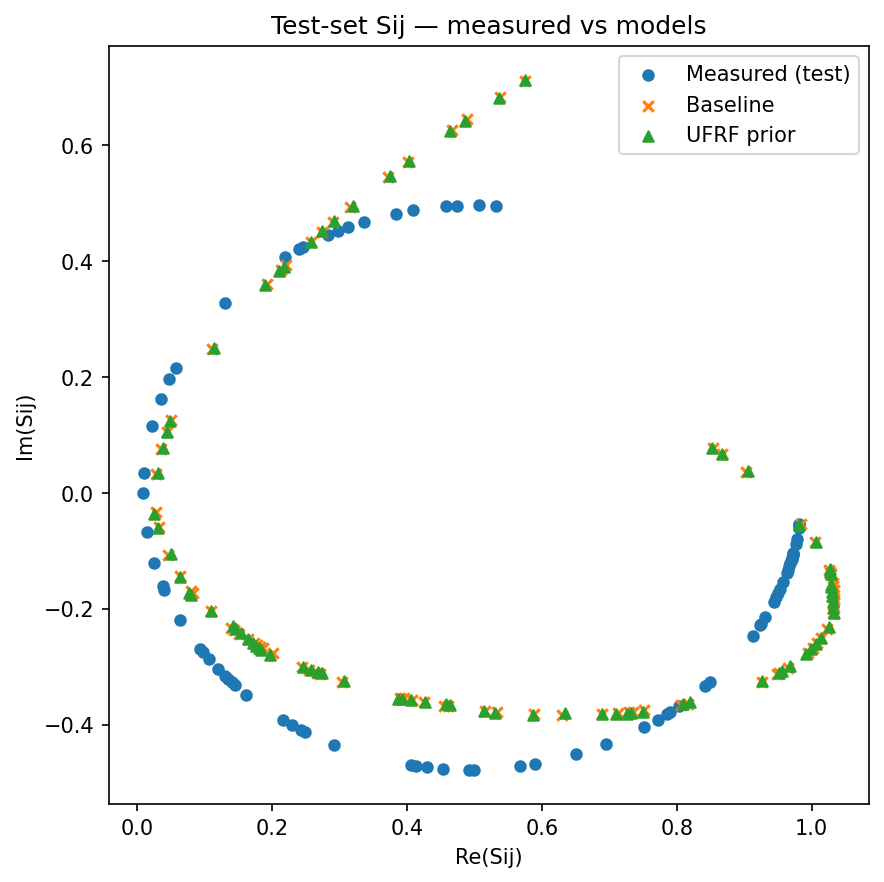 Test-set Sij — measured vs models
Measured (test)
Baseline
UFRF prior
Im(Sij)
0.6
0.4
0.2
0.0
−0.2
−0.4
0.0 0.2 0.4 0.6 0.8 1.0
Re(Sij)